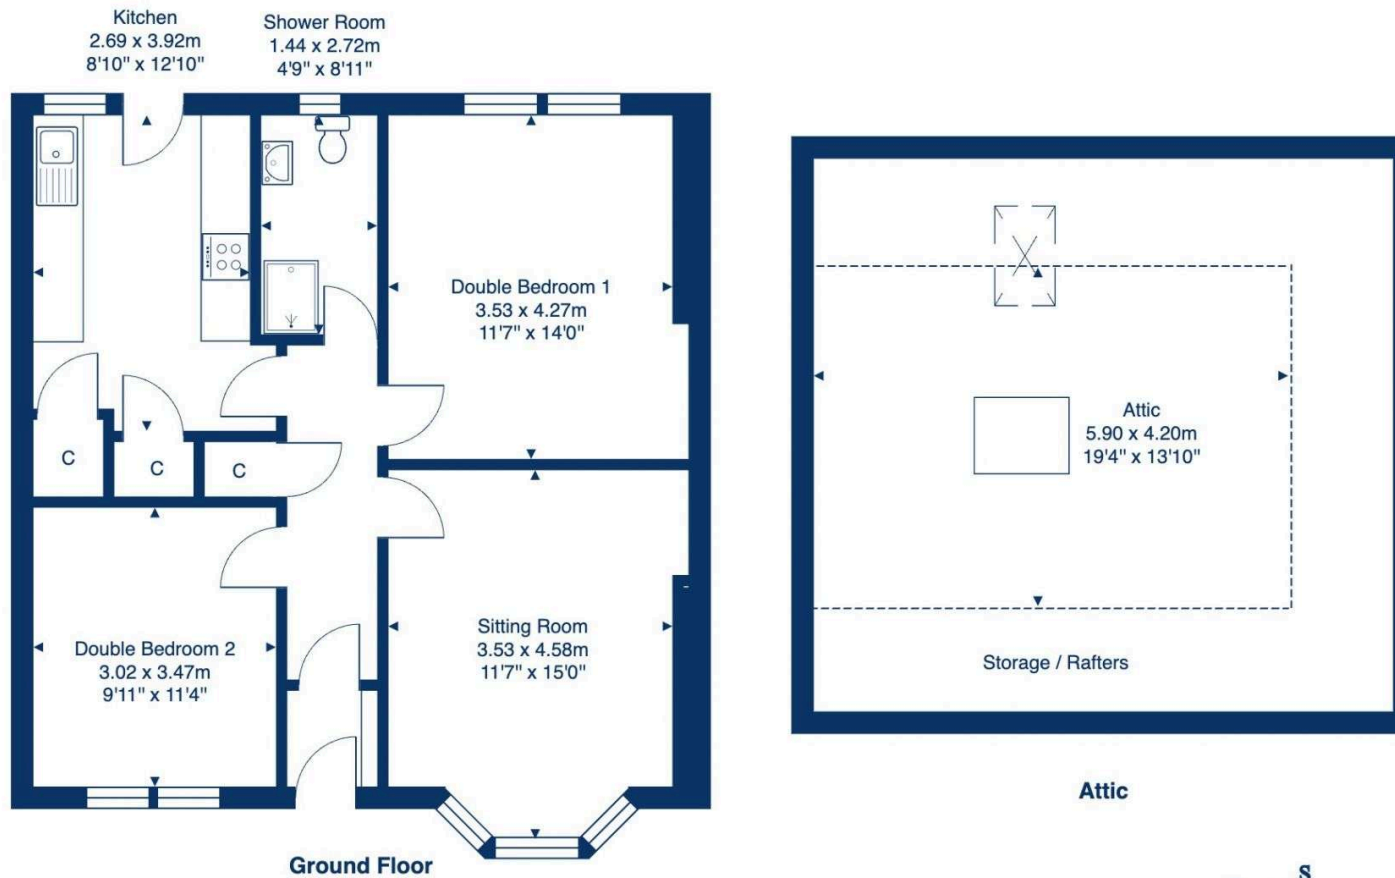 Kitchen
2.69 x 3.92m
8'10" x 12'10"
Shower Room
1.44 x 2.72m
4'9" x 8'11"
Double Bedroom 1
3.53 x 4.27m
11'7" x 14'0"
C
C
C
Double Bedroom 2
3.02 x 3.47m
9'11" x 11'4"
Sitting Room
3.53 x 4.58m
11'7" x 15'0"
Ground Floor
Attic
5.90 x 4.20m
19'4" x 13'10"
Storage / Rafters
Attic
S